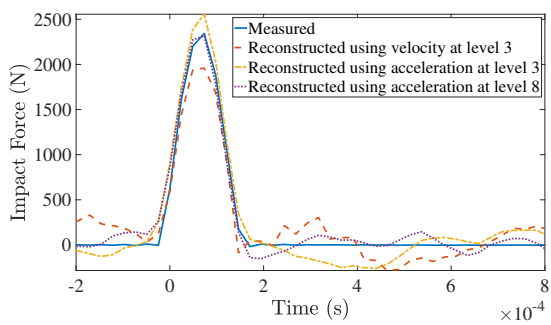 Impact Force (N)
2500
2000
1500
1000
500
0
Measured
Reconstructed using velocity at level 3
Reconstructed using acceleration at level 3
Reconstructed using acceleration at level 8
-2
0
2
4
6
8
Time (s)
×10⁻⁴